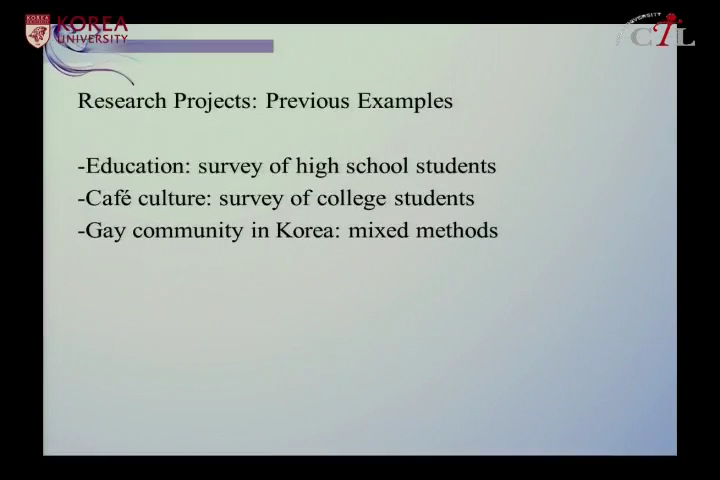 KOREA
UNIVERSITY
UNIVERSITY
CTL
Research Projects: Previous Examples
-Education: survey of high school students
-Café culture: survey of college students
-Gay community in Korea: mixed methods